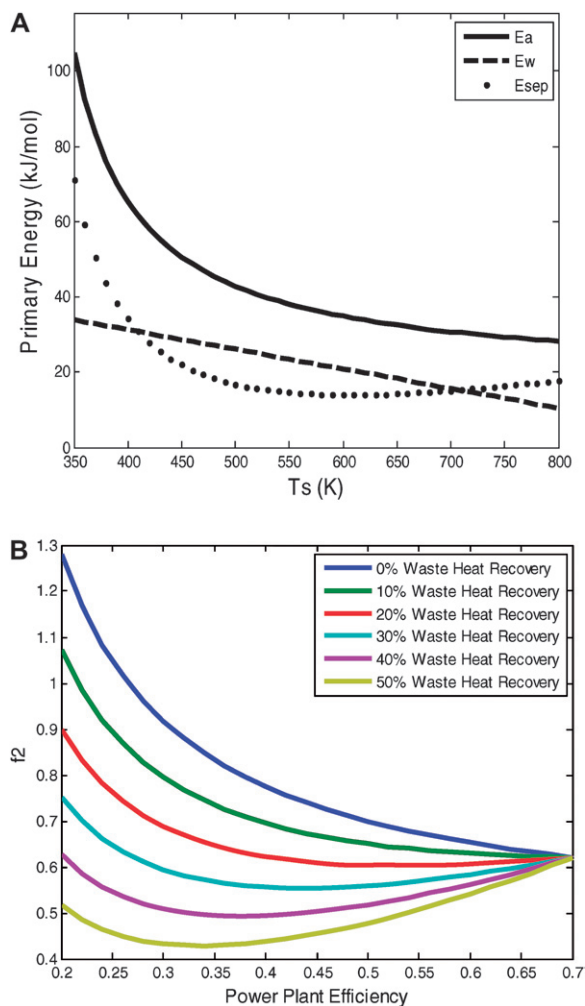 A
Ea
Ew
Esep
Primary Energy (kJ/mol)
100
80
60
40
20
0
350 400 450 500 550 600 650 700 750 800
Ts (K)
B
0% Waste Heat Recovery
10% Waste Heat Recovery
20% Waste Heat Recovery
30% Waste Heat Recovery
40% Waste Heat Recovery
50% Waste Heat Recovery
f2
1.3
1.2
1.1
1
0.9
0.8
0.7
0.6
0.5
0.4
0.2 0.25 0.3 0.35 0.4 0.45 0.5 0.55 0.6 0.65 0.7
Power Plant Efficiency